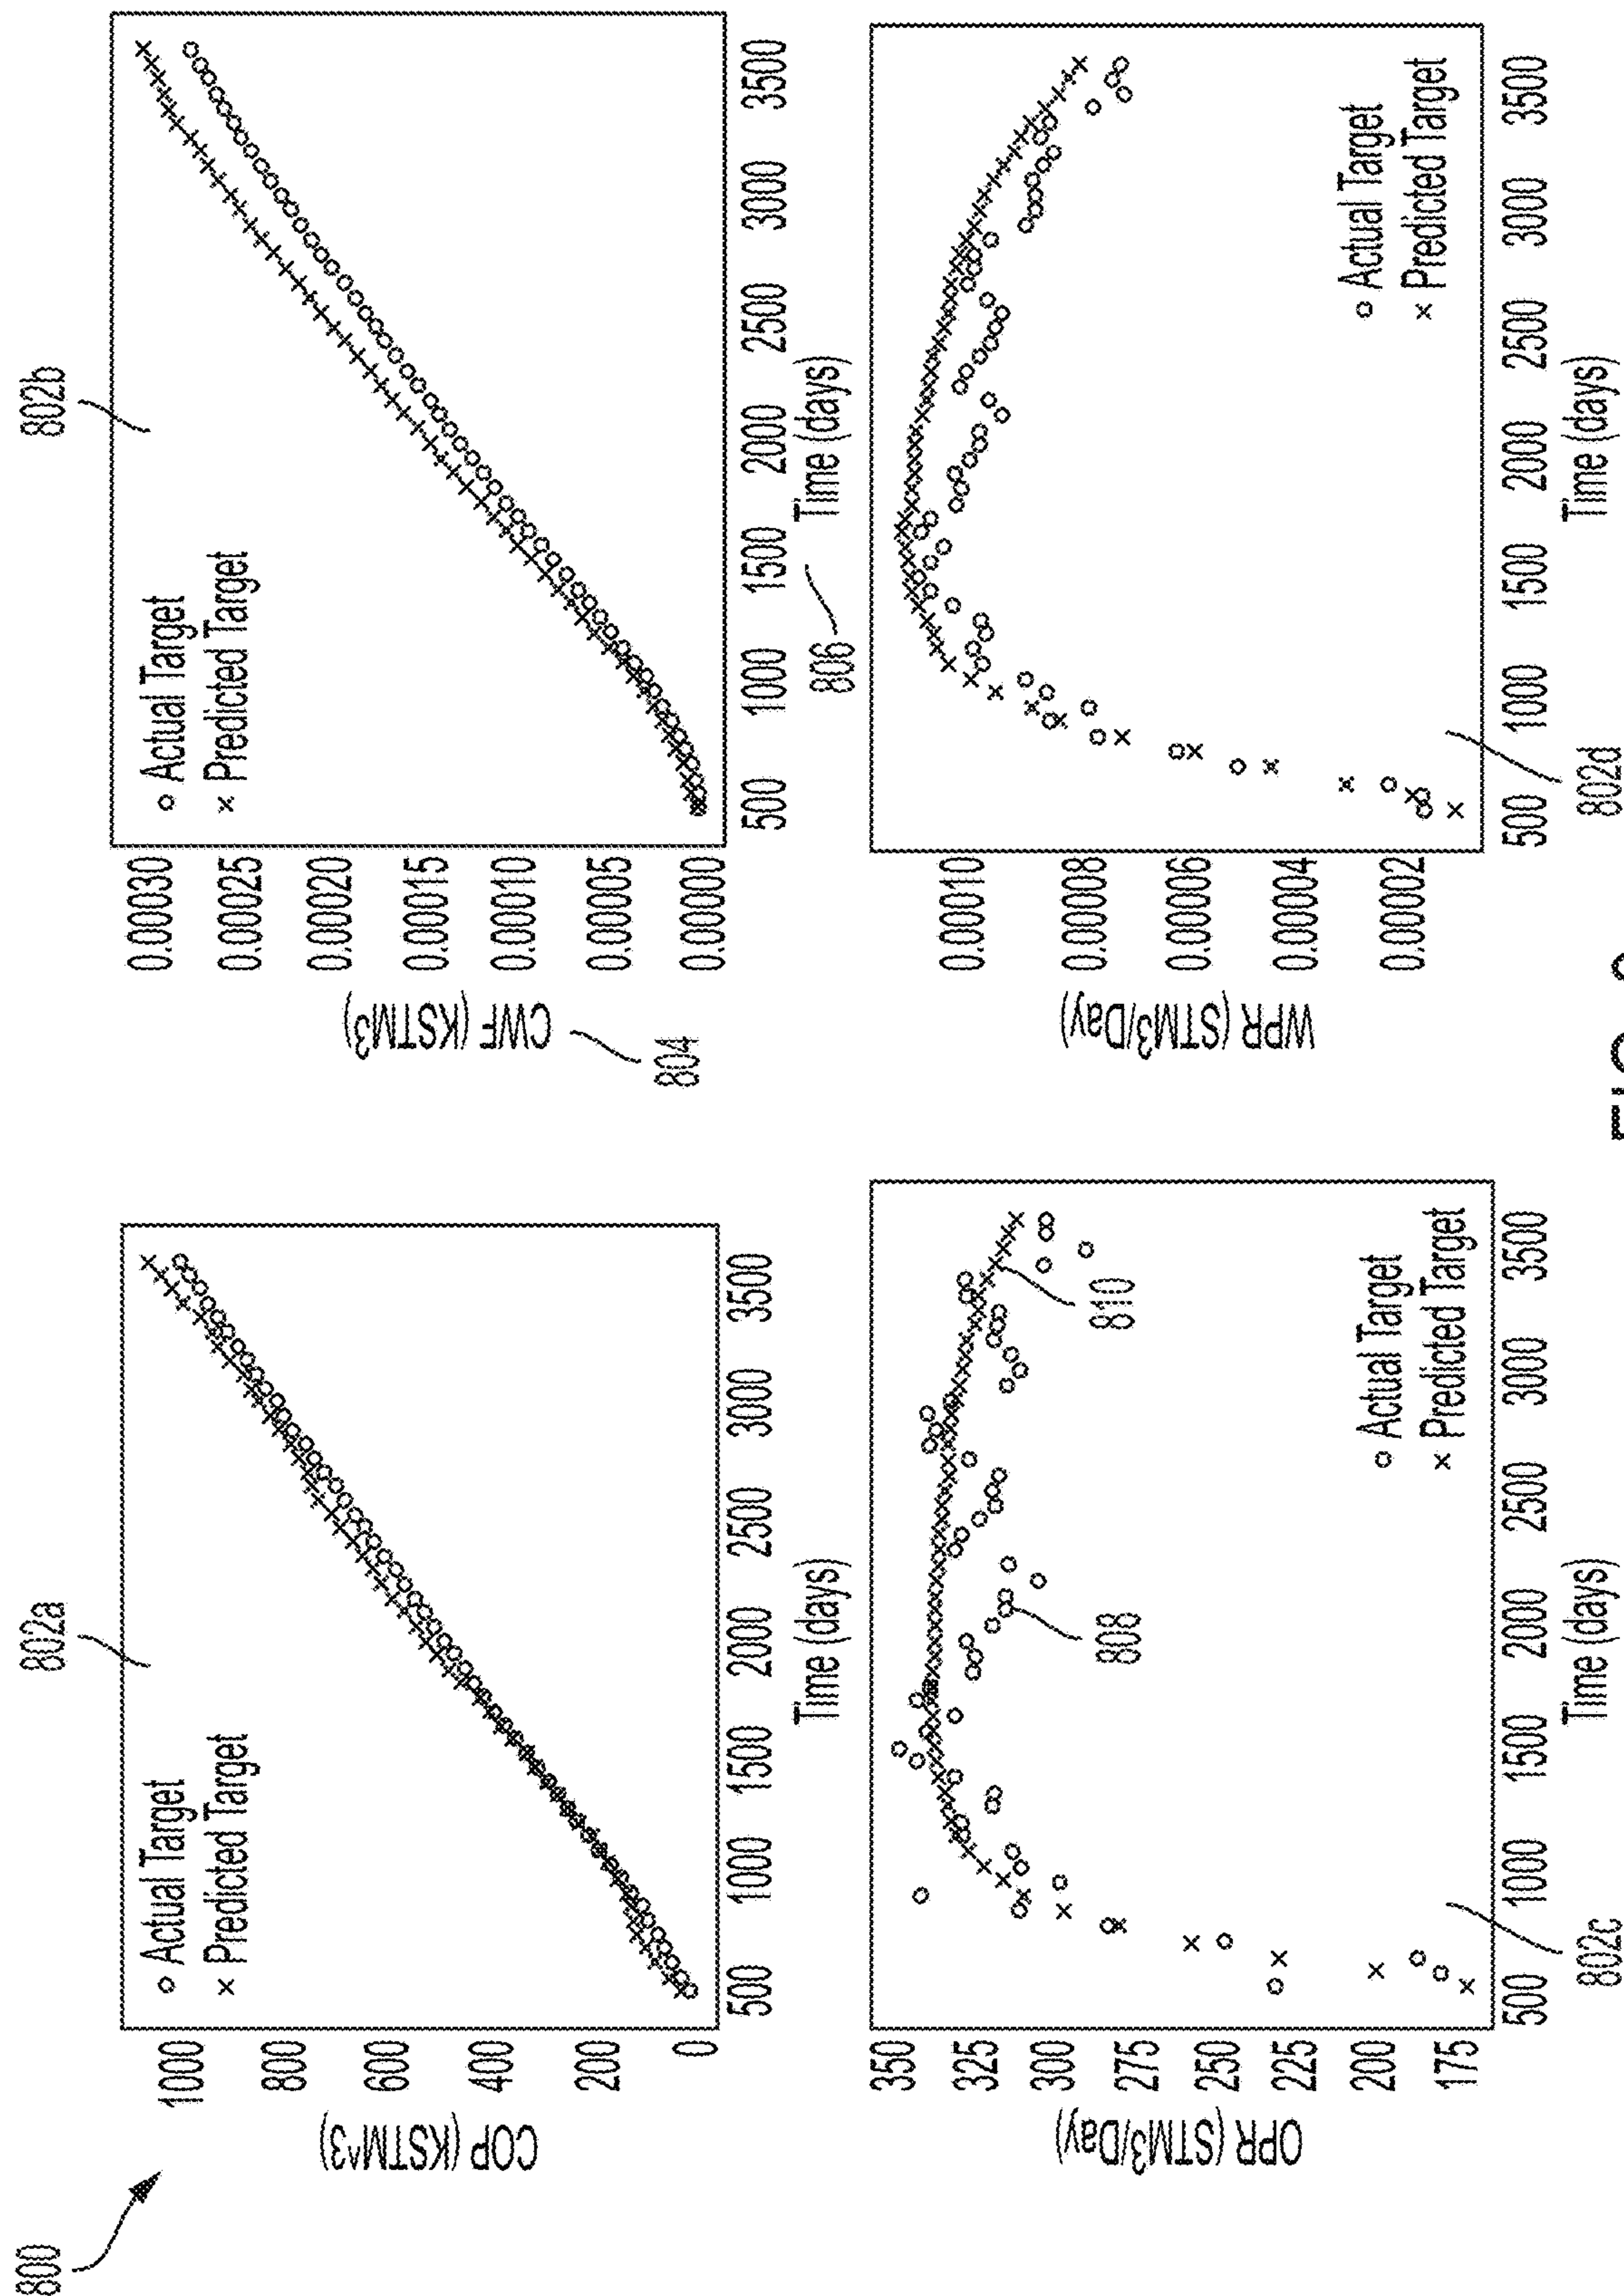 800
802a
COP (KSTM^3)
1000
800
600
400
200
0
○ Actual Target
× Predicted Target
500 1000 1500 2000 2500 3000 3500
Time (days)
802b
CWF (KSTM³)
804
0.00030
0.00025
0.00020
0.00015
0.00010
0.00005
0.00000
○ Actual Target
× Predicted Target
500 1000 1500 2000 2500 3000 3500
Time (days)
806
OPR (STM³/Day)
350
325
300
275
250
225
200
175
808
810
○ Actual Target
× Predicted Target
500 1000 1500 2000 2500 3000 3500
Time (days)
802c
WPR (STM³/Day)
0.00010
0.00008
0.00006
0.00004
0.00002
○ Actual Target
× Predicted Target
500 1000 1500 2000 2500 3000 3500
Time (days)
802d